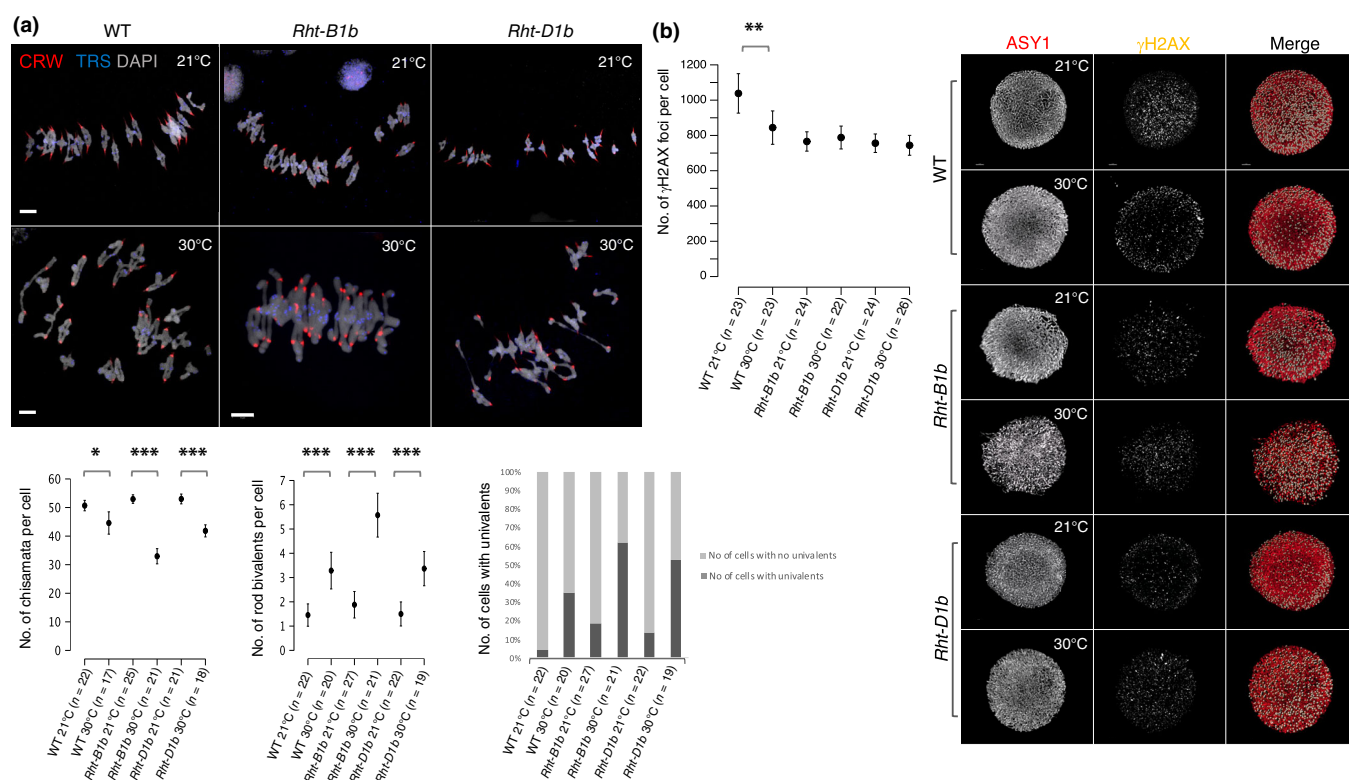 (a)
WT
Rht-B1b
Rht-D1b
CRW TRS DAPI 21°C
21°C
21°C
30°C
30°C
30°C
No. of chisamata per cell
60
50
40
30
20
10
0
*
***
***
WT 21°C (n = 22)
WT 30°C (n = 17)
Rht-B1b 21°C (n = 25)
Rht-B1b 30°C (n = 21)
Rht-D1b 21°C (n = 21)
Rht-D1b 30°C (n = 18)
No. of rod bivalents per cell
7
6
5
4
3
2
1
0
***
***
***
WT 21°C (n = 22)
WT 30°C (n = 20)
Rht-B1b 21°C (n = 27)
Rht-B1b 30°C (n = 21)
Rht-D1b 21°C (n = 22)
Rht-D1b 30°C (n = 19)
No. of cells with univalents
100%
90%
80%
70%
60%
50%
40%
30%
20%
10%
0%
WT 21°C (n = 22)
WT 30°C (n = 20)
Rht-B1b 21°C (n = 27)
Rht-B1b 30°C (n = 21)
Rht-D1b 21°C (n = 22)
Rht-D1b 30°C (n = 19)
No of cells with no univalents
No of cells with univalents
(b)
**
No. of γH2AX foci per cell
1200
1000
800
600
400
200
0
WT 21°C (n = 23)
WT 30°C (n = 23)
Rht-B1b 21°C (n = 24)
Rht-B1b 30°C (n = 22)
Rht-D1b 21°C (n = 24)
Rht-D1b 30°C (n = 26)
ASY1
γH2AX
Merge
WT
21°C
30°C
Rht-B1b
21°C
30°C
Rht-D1b
21°C
30°C